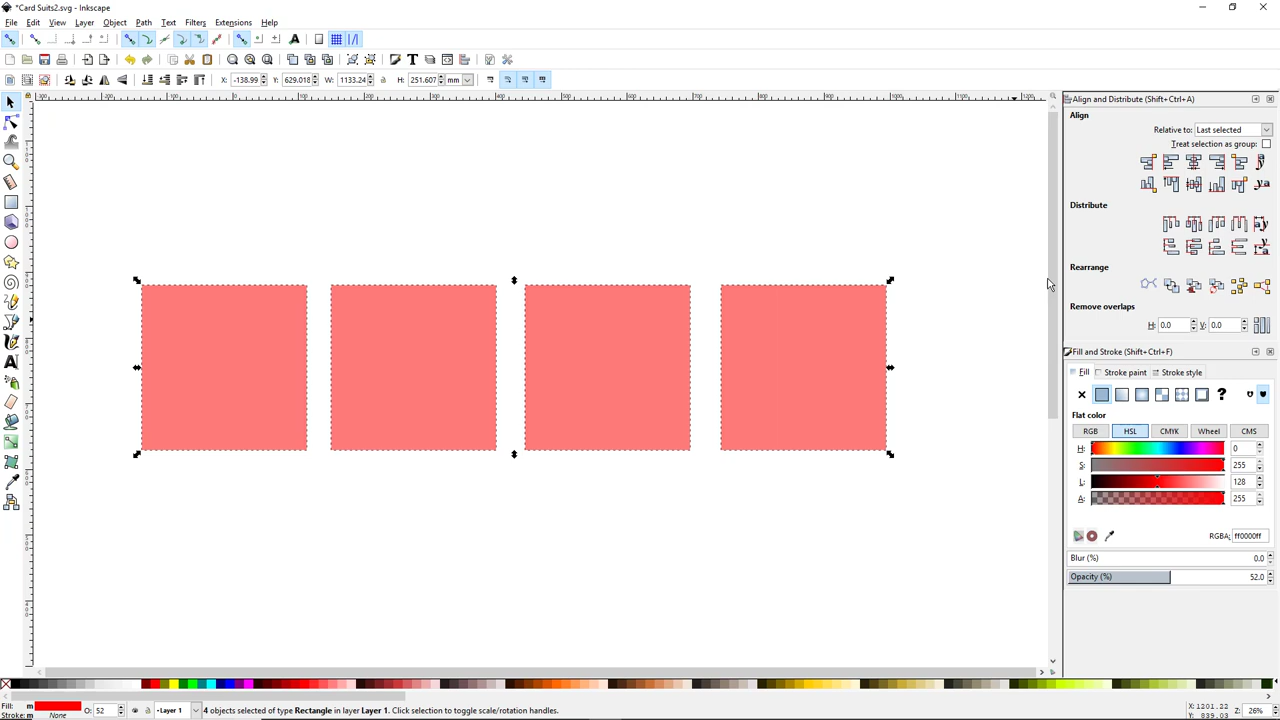 *Card Suits2.svg - Inkscape
File Edit View Layer Object Path Text Filters Extensions Help
X: -138.99 Y: 629.018 W: 1133.24 H: 251.607 mm
Align and Distribute (Shift+Ctrl+A)
Align
Relative to: Last selected
Treat selection as group:
Distribute
Rearrange
Remove overlaps
H: 0.0 V: 0.0
Fill and Stroke (Shift+Ctrl+F)
Fill Stroke paint Stroke style
Flat color
RGB HSL CMYK Wheel CMS
H: 0
S: 255
L: 128
A: 255
RGBA: ff0000ff
Blur (%) 0.0
Opacity (%) 52.0
Fill: m
Stroke: m None
O: 52
Layer 1
4 objects selected of type Rectangle in layer Layer 1. Click selection to toggle scale/rotation handles.
X: 1201.22
Y: 839.03
Z: 26%